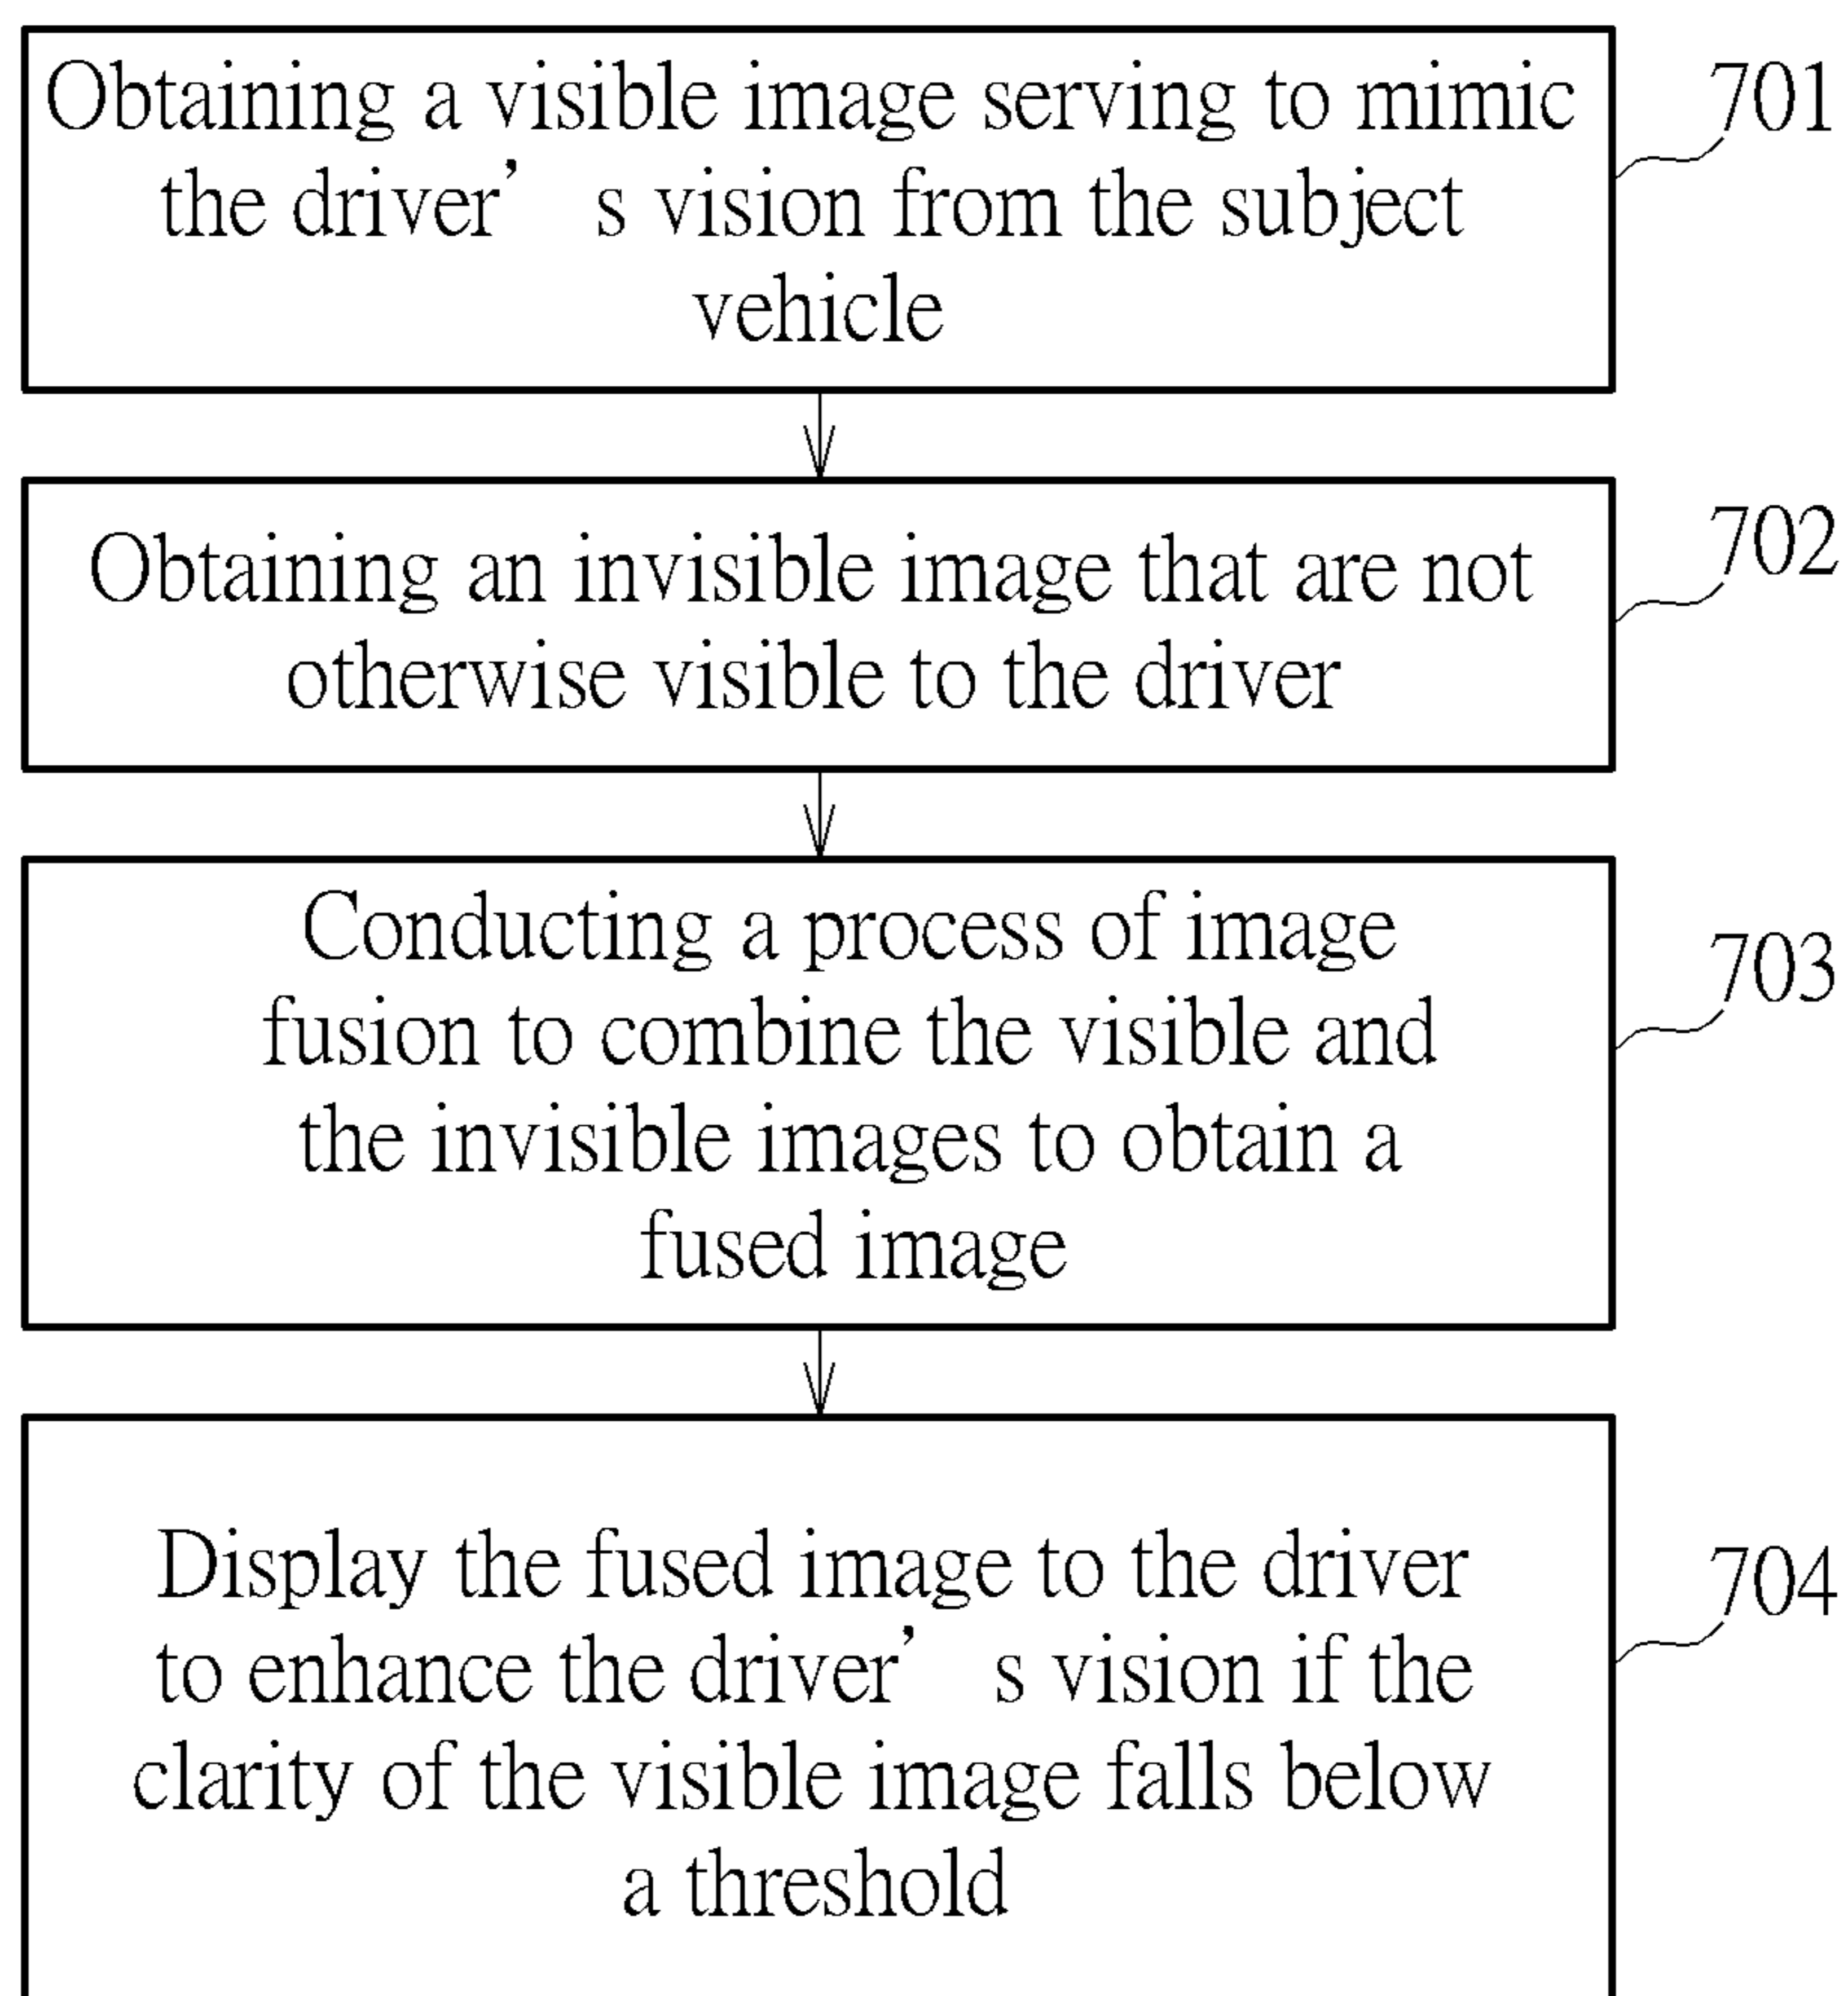 Obtaining a visible image serving to mimic
the driver’ s vision from the subject
vehicle
701
Obtaining an invisible image that are not
otherwise visible to the driver
702
Conducting a process of image
fusion to combine the visible and
the invisible images to obtain a
fused image
703
Display the fused image to the driver
to enhance the driver’ s vision if the
clarity of the visible image falls below
a threshold
704